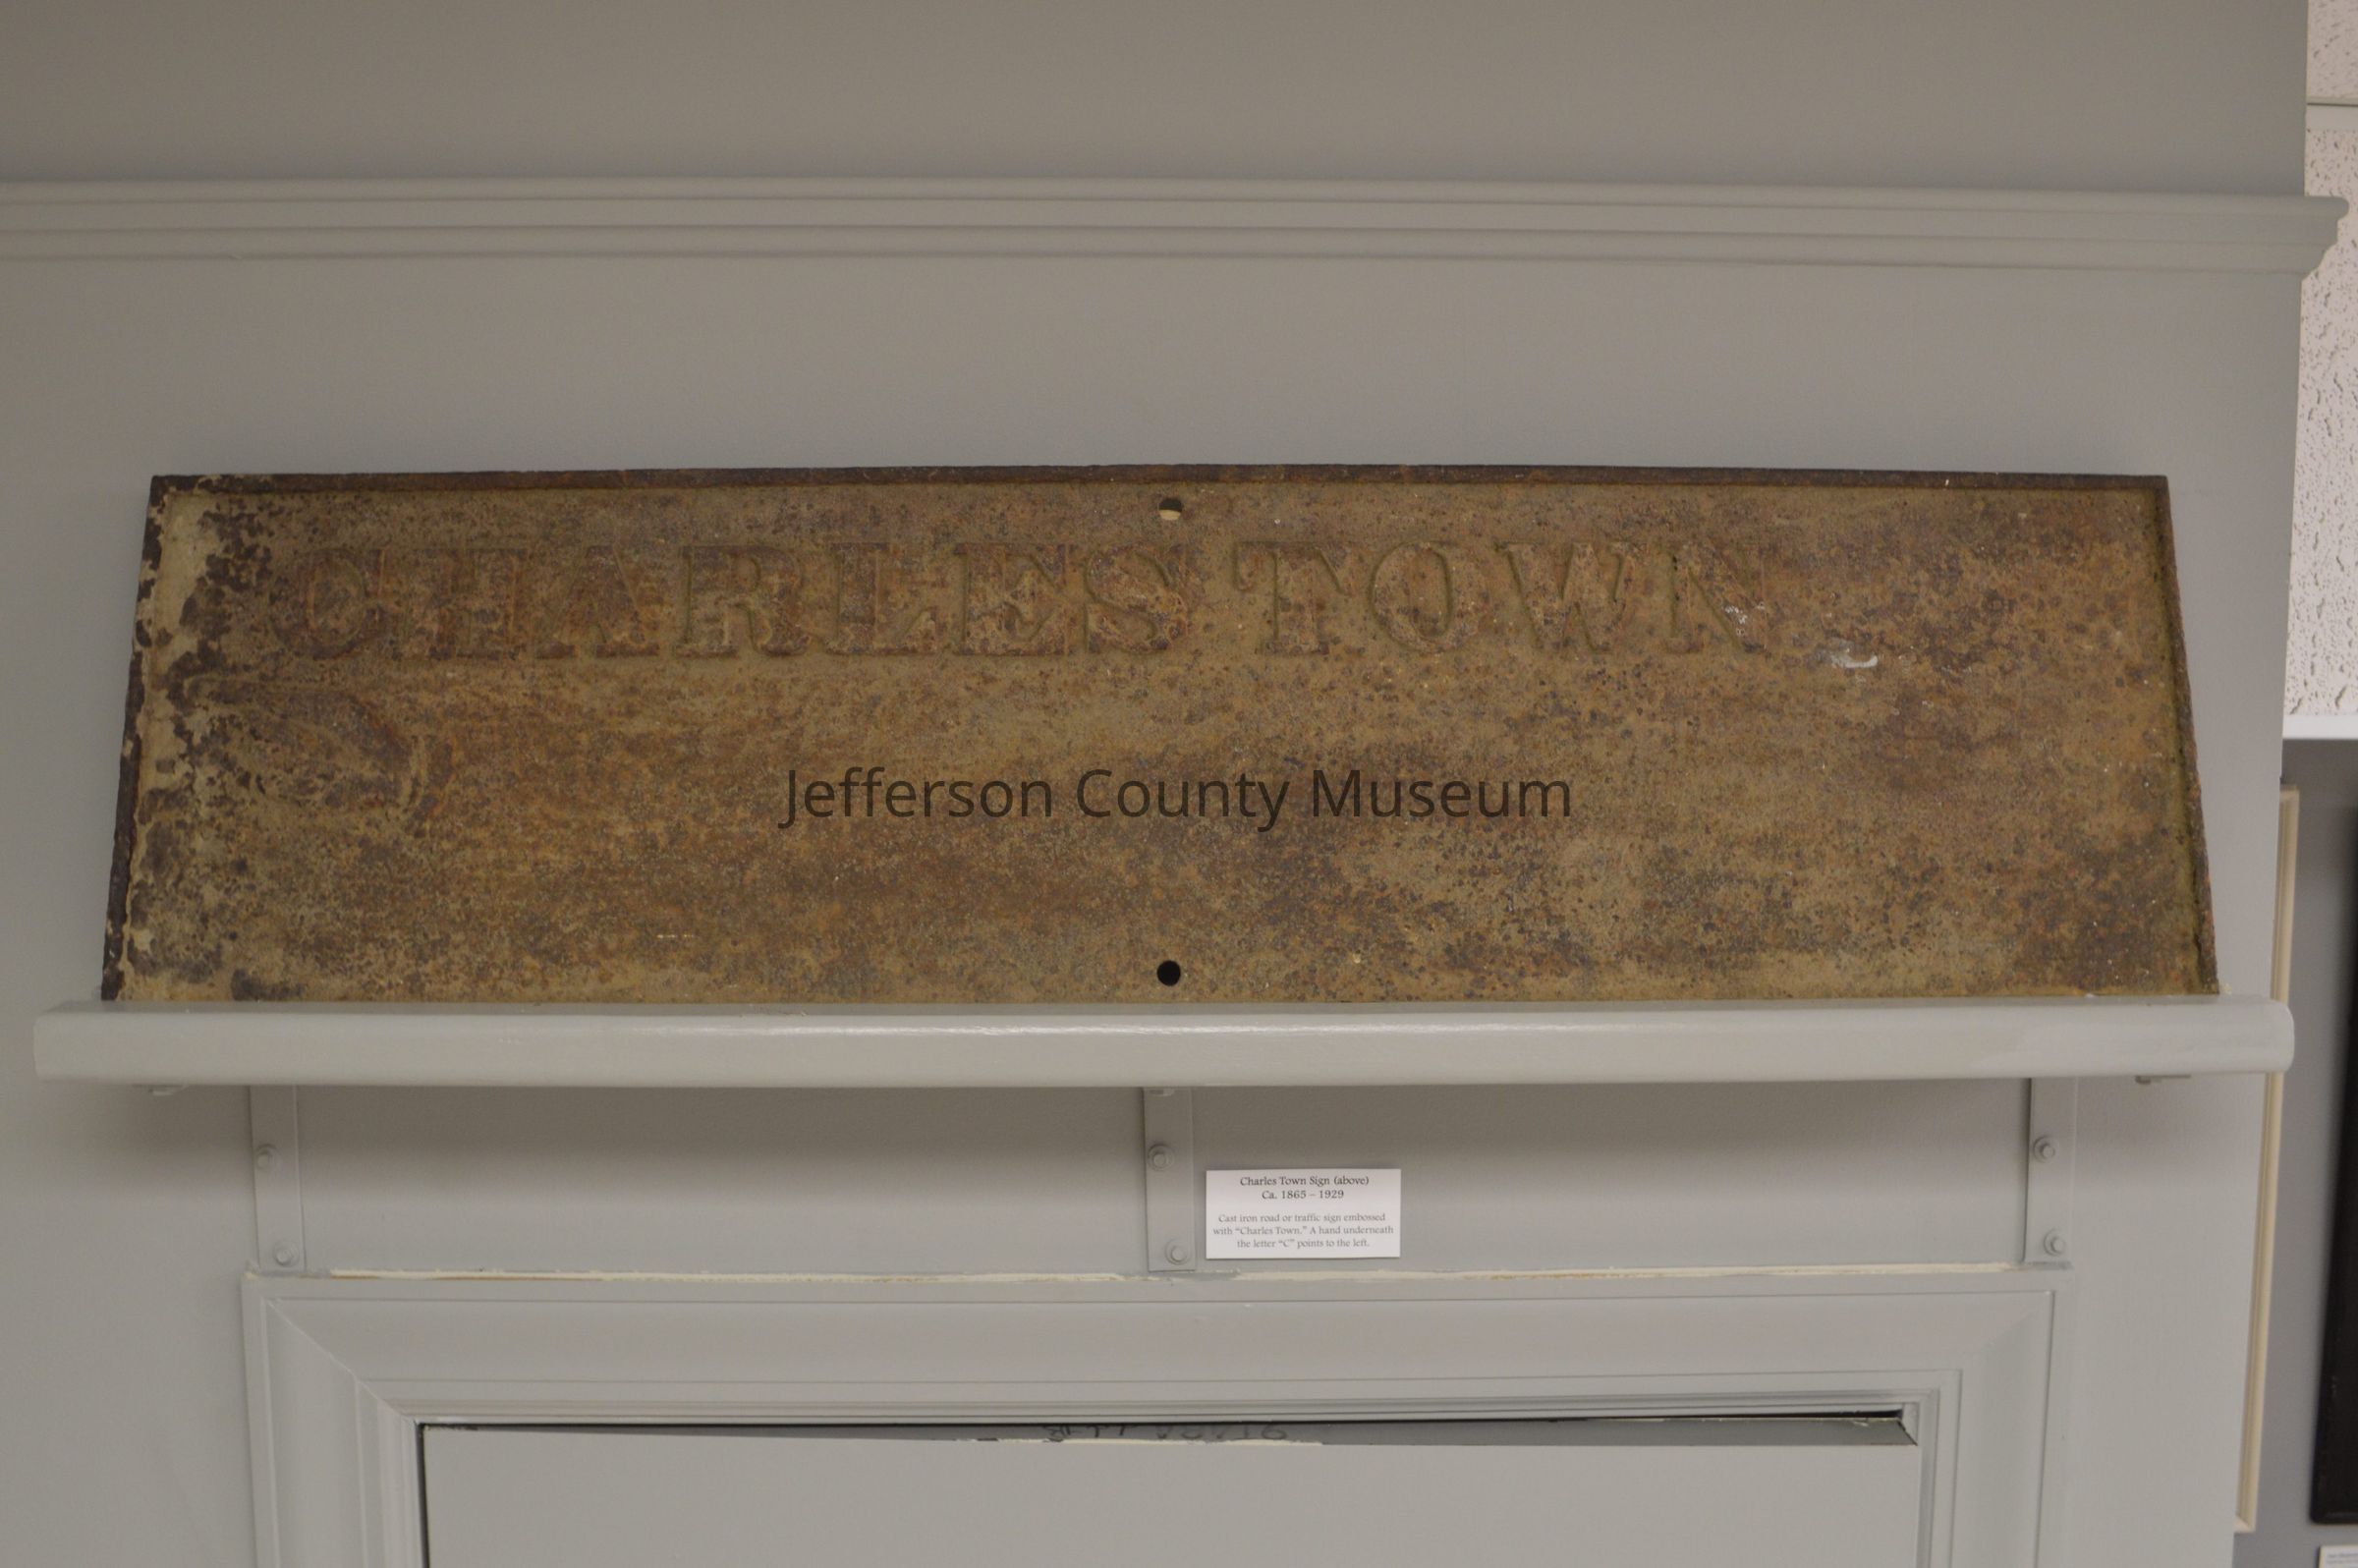 CHARLES TOWN
Jefferson County Museum
Charles Town Sign (above)
Ca. 1865 – 1929
Cast iron road or traffic sign embossed
with “Charles Town.” A hand underneath
the letter “C” points to the left.